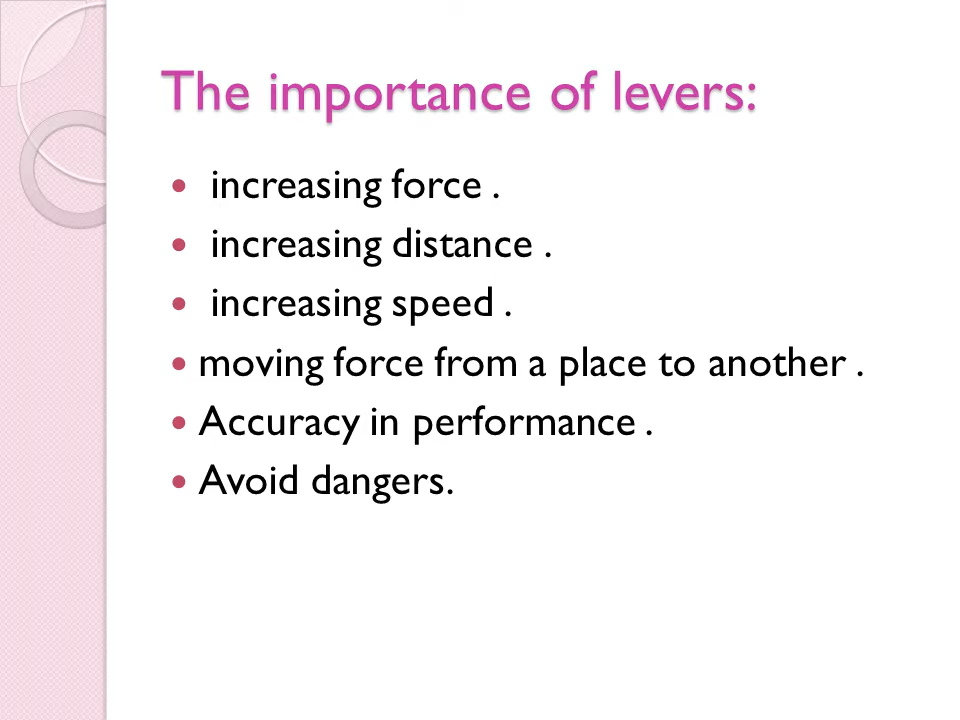 The importance of levers:
• increasing force .
• increasing distance .
• increasing speed .
• moving force from a place to another .
• Accuracy in performance .
• Avoid dangers.